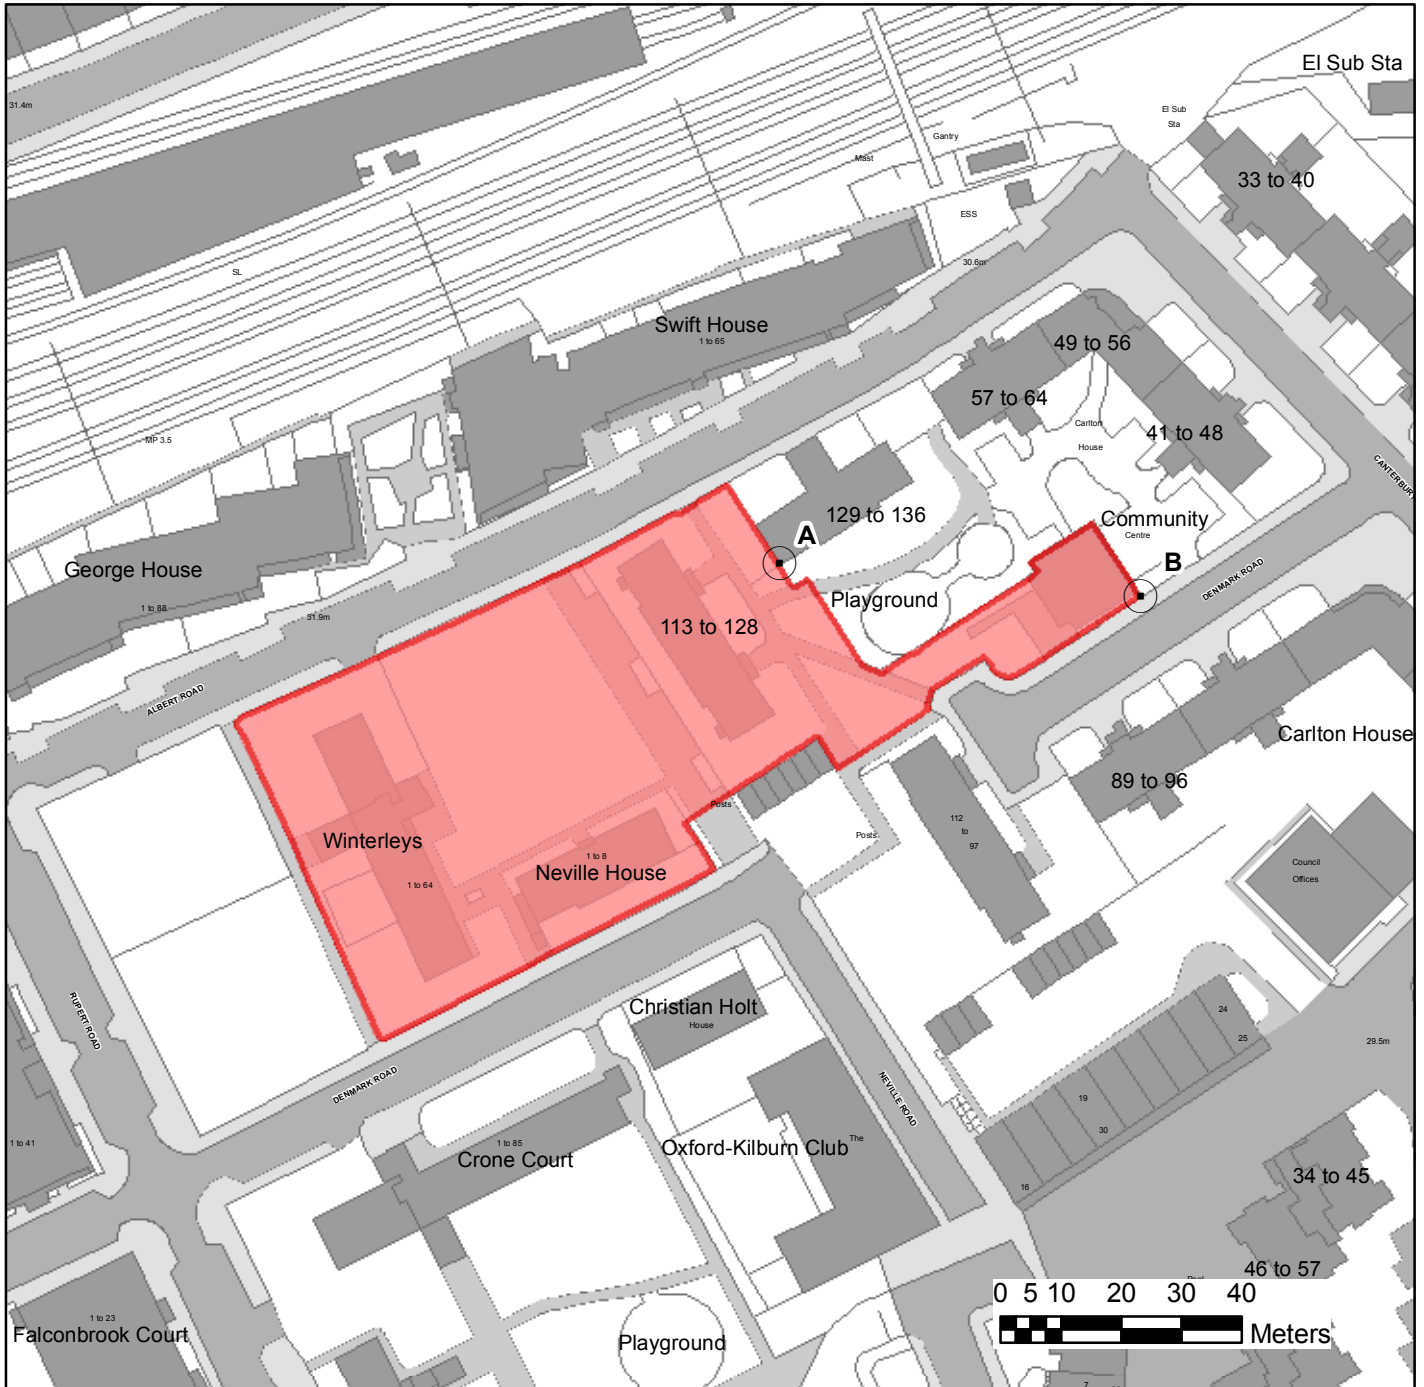 El Sub Sta
31.4m
El Sub
Sta
Gantry
Mast
33 to 40
ESS
30.6m
SL
Swift House
1 to 65
49 to 56
57 to 64
Carlton
House
41 to 48
MP 3.5
CANTERBURY
129 to 136
Community
Centre
A
B
George House
1 to 88
DENMARK ROAD
Playground
31.9m
113 to 128
ALBERT ROAD
Carlton House
89 to 96
Posts
Posts
112
to
97
Winterleys
1 to 64
1 to 8
Neville House
Council
Offices
RUPERT ROAD
Christian Holt
House
24
25
29.5m
DENMARK ROAD
NEVILLE ROAD
19
30
1 to 41
1 to 85
Crone Court
Oxford-Kilburn Club
The
16
34 to 45
46 to 57
0 5 10 20 30 40
Meters
1 to 23
Falconbrook Court
Playground
7